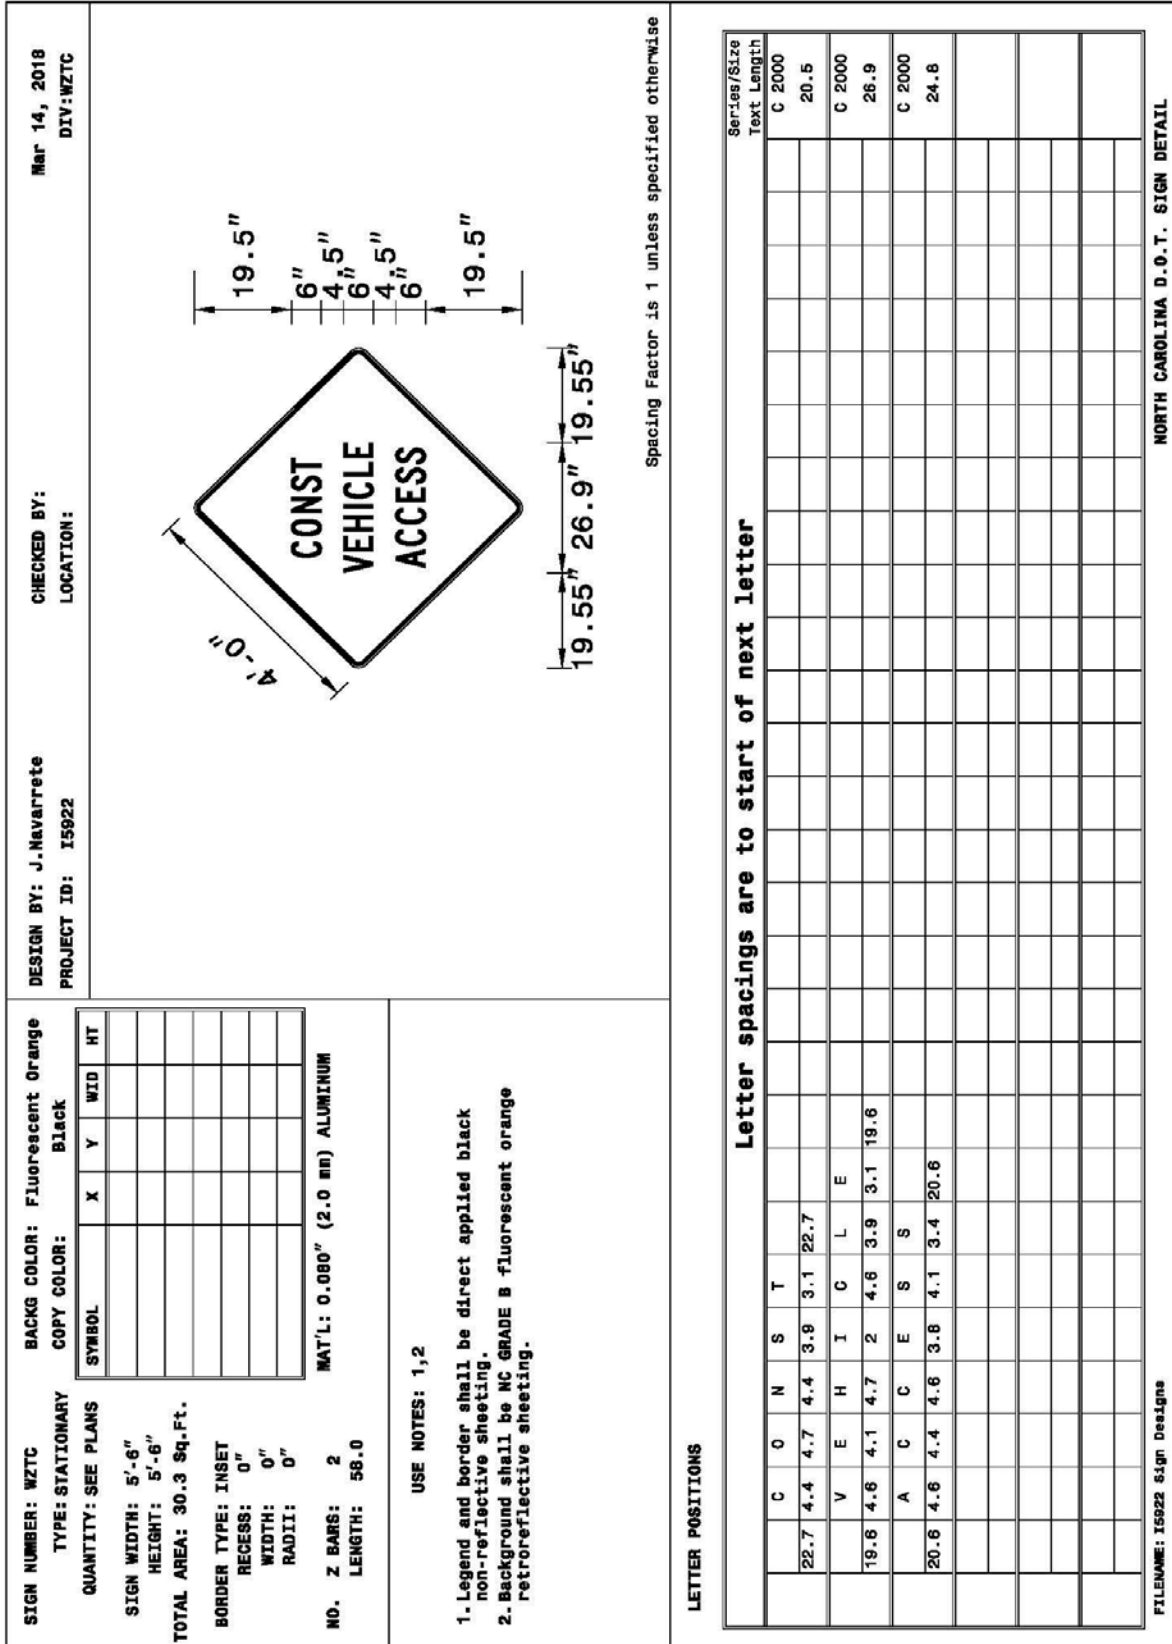 SIGN NUMBER: WZTC
TYPE: STATIONARY
QUANTITY: SEE PLANS
SIGN WIDTH: 5'-6"
HEIGHT: 5'-6"
TOTAL AREA: 30.3 Sq.Ft.
BORDER TYPE: INSET
RECESS: 0"
WIDTH: 0"
RADII: 0"
NO. Z BARS: 2
LENGTH: 58.0
BACKG COLOR: Fluorescent Orange
COPY COLOR: Black
SYMBOL X Y WID HT
MAT'L: 0.080" (2.0 mm) ALUMINUM
USE NOTES: 1,2
1. Legend and border shall be direct applied black
non-reflective sheeting.
2. Background shall be NC GRADE B fluorescent orange
retroreflective sheeting.
DESIGN BY: J.Navarrete
PROJECT ID: I5922
CHECKED BY:
LOCATION:
Mar 14, 2018
DIV:WZTC
4'-0"
CONST
VEHICLE
ACCESS
19.5"
6"
4.5"
6"
4.5"
6"
19.5"
19.55" 26.9" 19.55"
Spacing Factor is 1 unless specified otherwise
LETTER POSITIONS
Letter spacings are to start of next letter
Series/Size
Text Length
C O N S T C 2000
22.7 4.4 4.7 4.4 3.9 3.1 22.7 20.5
V E H I C L E C 2000
19.6 4.6 4.1 4.7 2 4.6 3.9 3.1 19.6 26.9
A C C E S S C 2000
20.6 4.6 4.4 4.6 3.8 4.1 3.4 20.6 24.8
FILENAME: I5922 Sign Designs
NORTH CAROLINA D.O.T. SIGN DETAIL